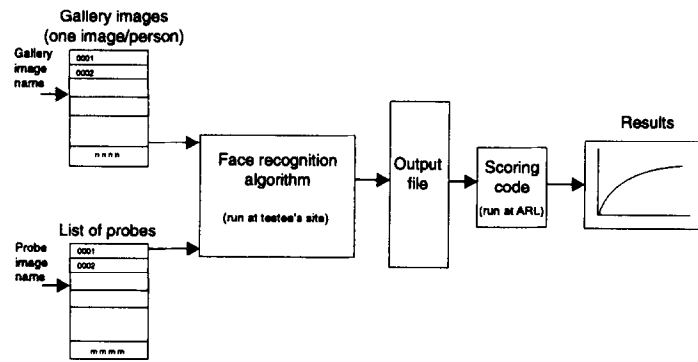 Gallery images
(one image/person)
Gallery
image
name
0001
0002
nnnn
Face recognition
algorithm
(run at testee's site)
Output
file
Scoring
code
(run at ARL)
Results
List of probes
Probe
image
name
0001
0002
mmmm